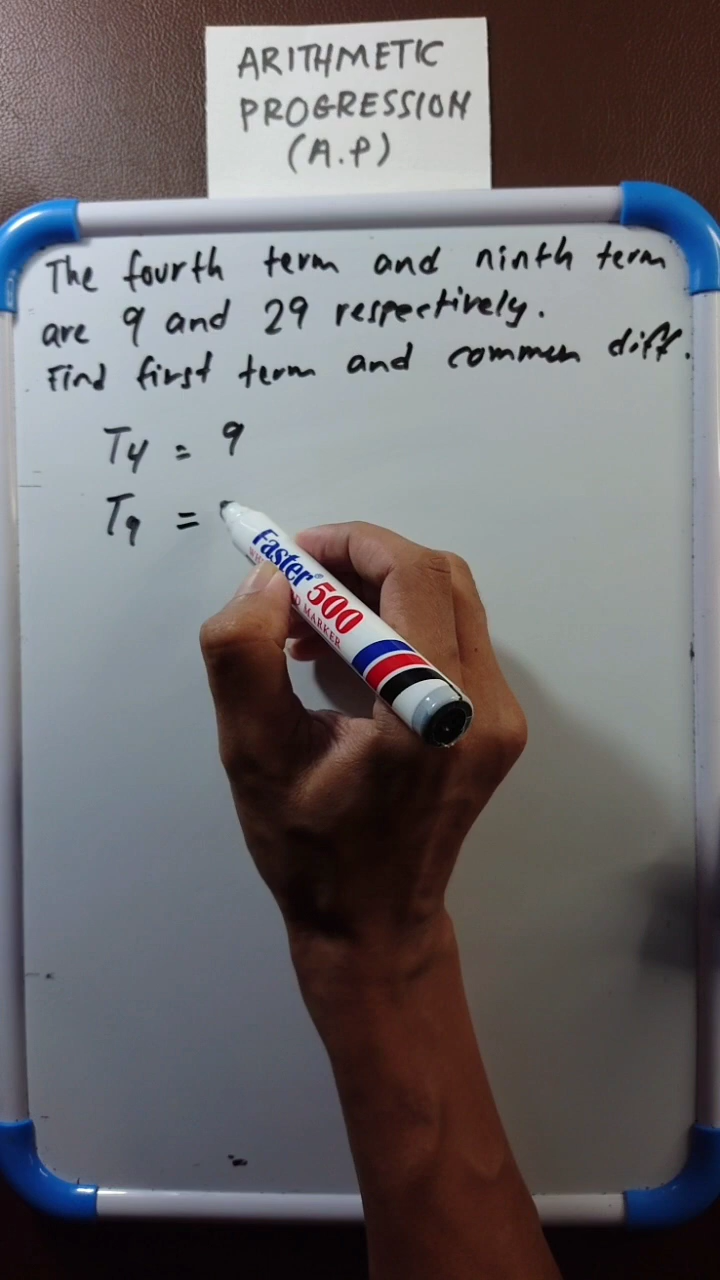 ARITHMETIC
PROGRESSION
(A.P)
The fourth term and ninth term
are 9 and 29 respectively.
Find first term and common diff.
T4 = 9
T9 =
Faster 500
MARKER